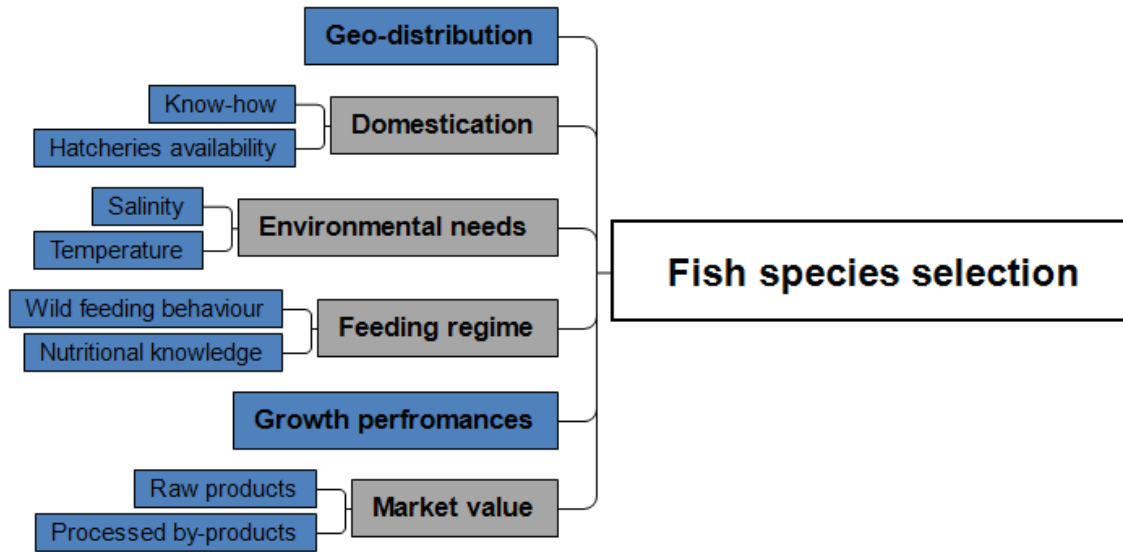 Geo-distribution
Know-how
Domestication
Hatcheries availability
Salinity
Environmental needs
Temperature
Fish species selection
Wild feeding behaviour
Feeding regime
Nutritional knowledge
Growth perfromances
Raw products
Market value
Processed by-products